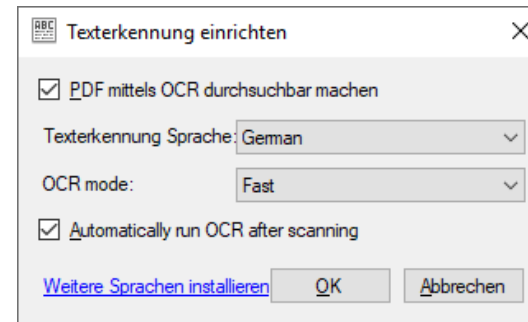 ABC
Texterkennung einrichten
PDF mittels OCR durchsuchbar machen
Texterkennung Sprache: German
OCR mode: Fast
Automatically run OCR after scanning
Weitere Sprachen installieren OK Abbrechen